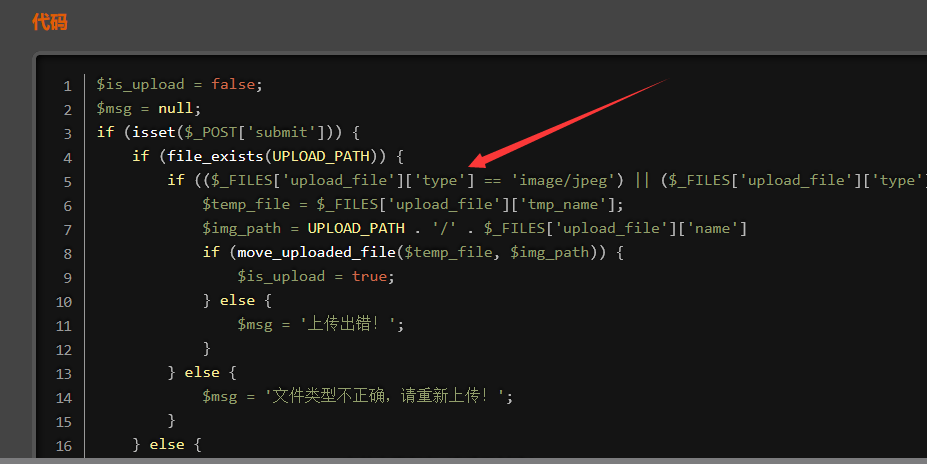 代码
1 $is_upload = false;
2 $msg = null;
3 if (isset($_POST['submit'])) {
4     if (file_exists(UPLOAD_PATH)) {
5         if (($_FILES['upload_file']['type'] == 'image/jpeg') || ($_FILES['upload_file']['type']
6             $temp_file = $_FILES['upload_file']['tmp_name'];
7             $img_path = UPLOAD_PATH . '/' . $_FILES['upload_file']['name']
8             if (move_uploaded_file($temp_file, $img_path)) {
9                 $is_upload = true;
10             } else {
11                 $msg = '上传出错！';
12             }
13         } else {
14             $msg = '文件类型不正确，请重新上传！';
15         }
16     } else {